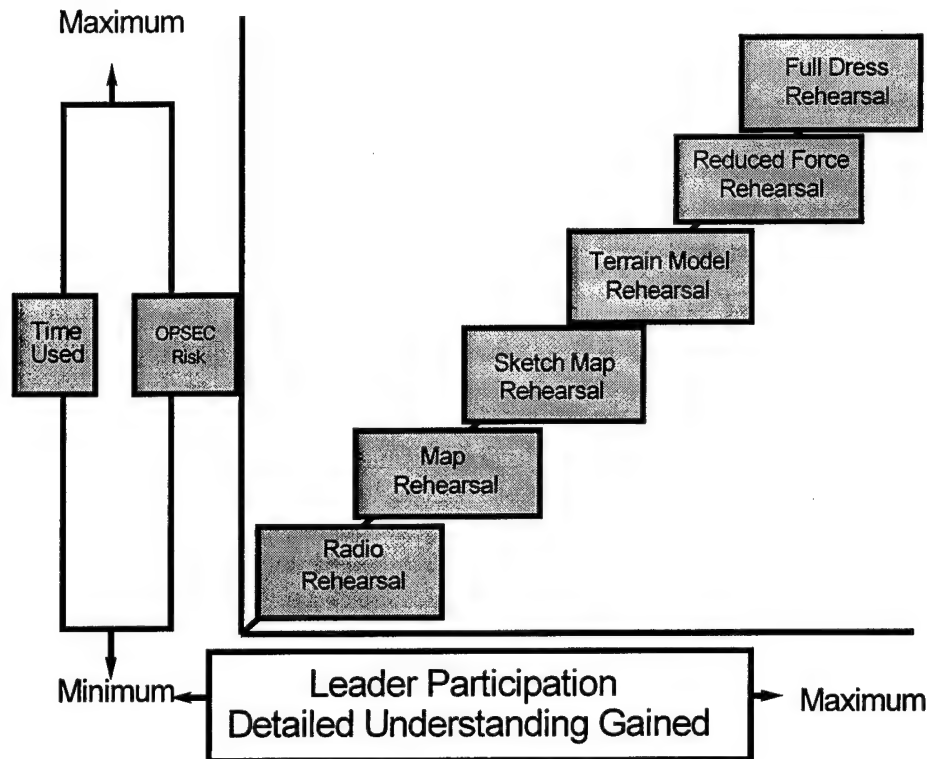 Maximum
Full Dress
Rehearsal
Reduced Force
Rehearsal
Terrain Model
Rehearsal
Time
Used
OPSEC
Risk
Sketch Map
Rehearsal
Map
Rehearsal
Radio
Rehearsal
Minimum
Leader Participation
Detailed Understanding Gained
Maximum